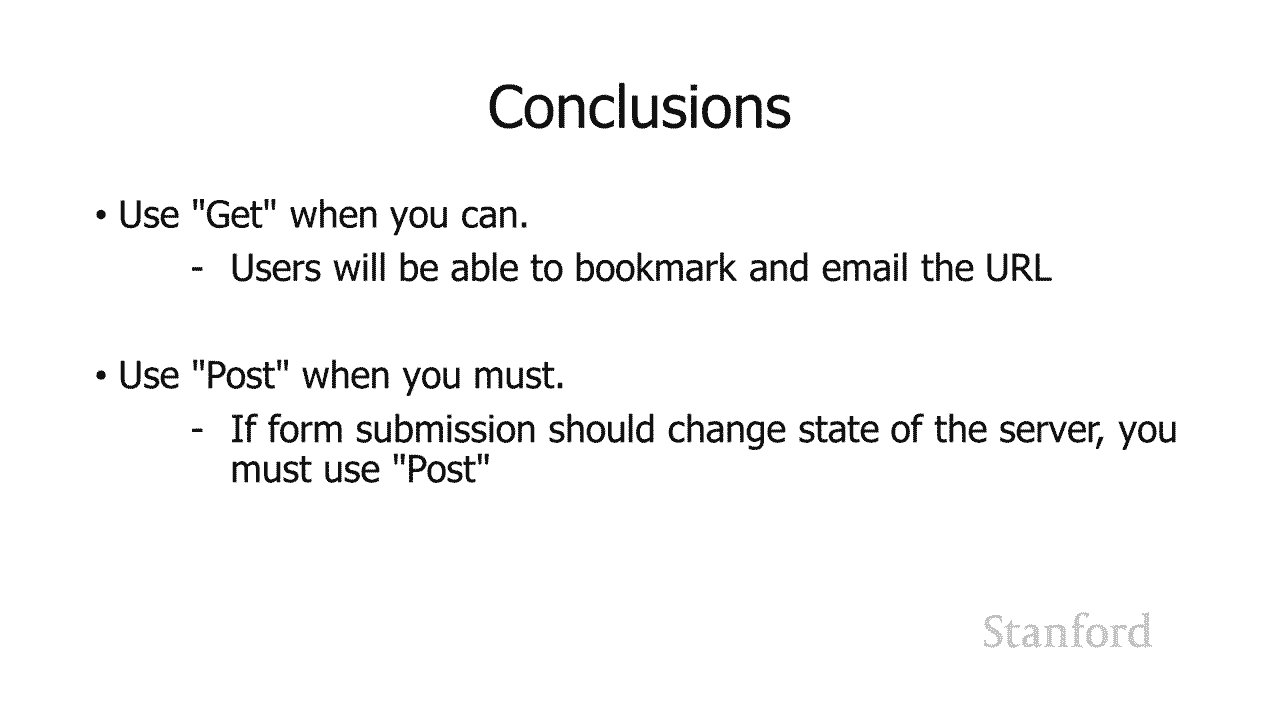 Conclusions
• Use "Get" when you can.
- Users will be able to bookmark and email the URL
• Use "Post" when you must.
- If form submission should change state of the server, you
must use "Post"
Stanford